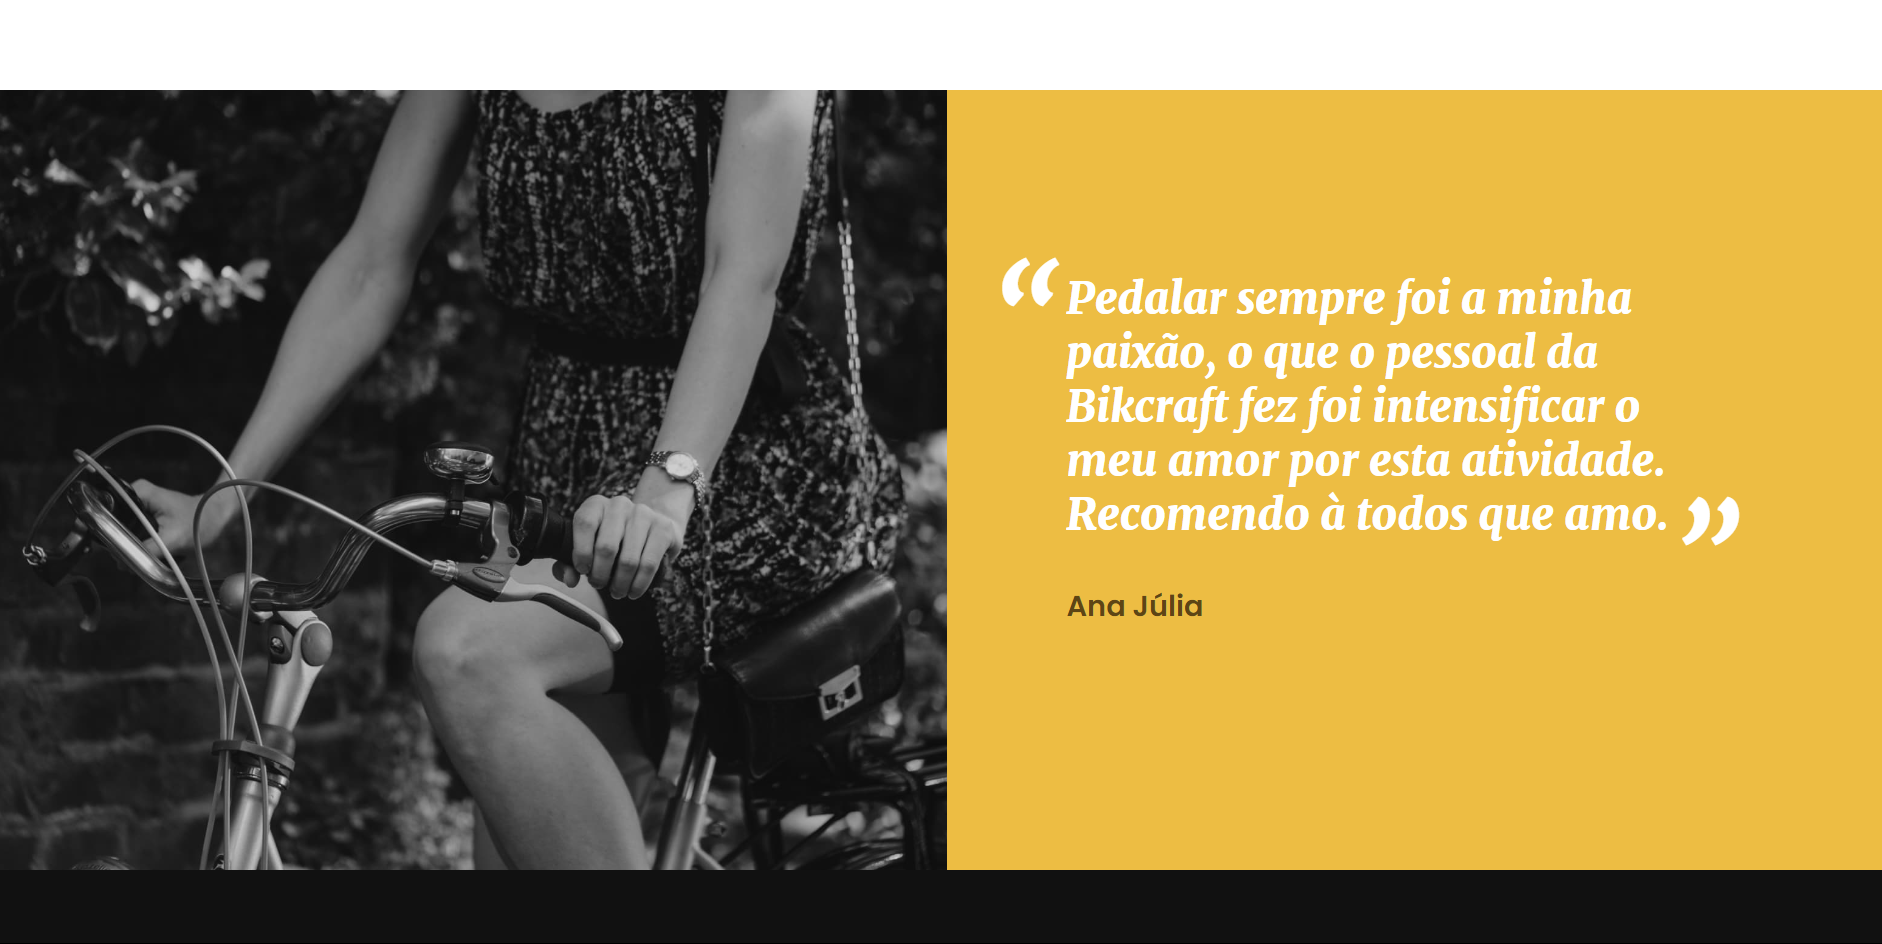 “Pedalar sempre foi a minha
paixão, o que o pessoal da
Bikcraft fez foi intensificar o
meu amor por esta atividade.
Recomendo à todos que amo.”
Ana Júlia